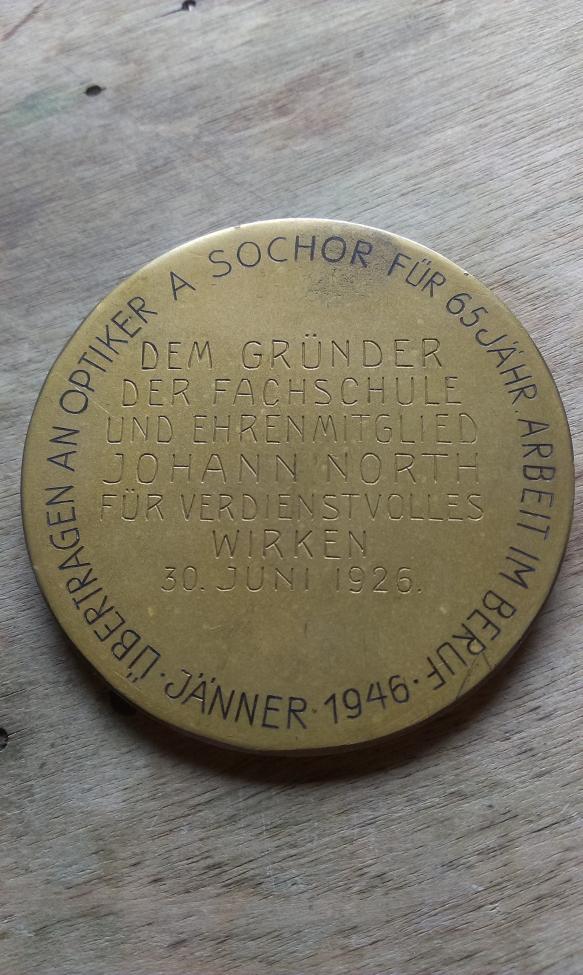 DEM GRÜNDER
DER FACHSCHULE
UND EHRENMITGLIED
JOHANN NORTH
FÜR VERDIENSTVOLLES
WIRKEN
30. JUNI 1926.
ÜBERTRAGEN AN OPTIKER A SOCHOR FÜR 65 JÄHR. ARBEIT IM BERUF · JÄNNER · 1946 ·